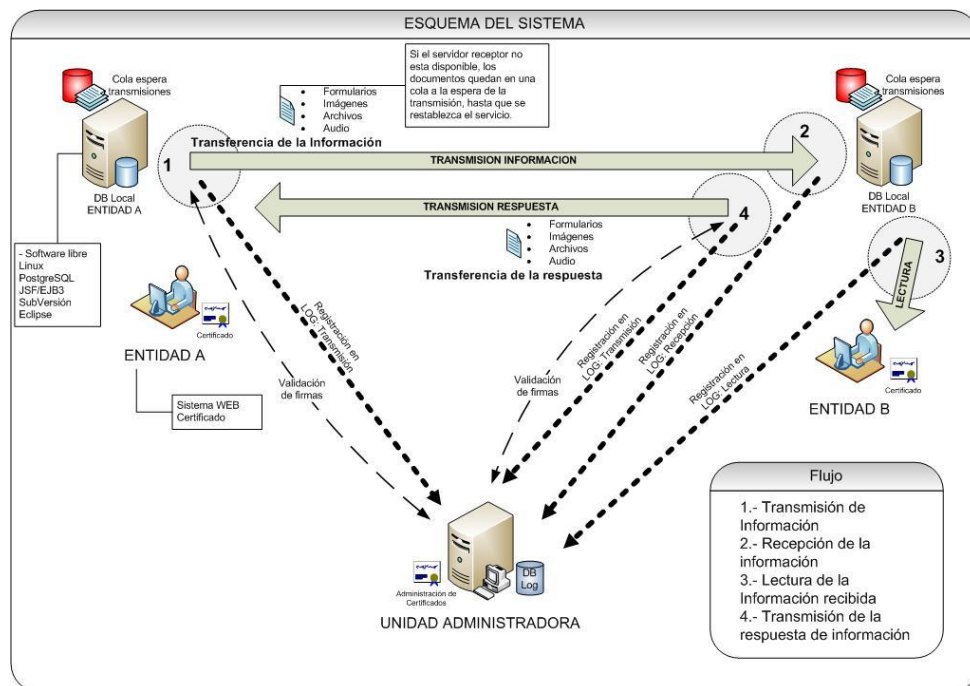 ESQUEMA DEL SISTEMA
Cola espera
transmisiones
DB Local
ENTIDAD A
- Software libre
Linux
PostgreSQL
JSF/EJB3
SubVersión
Eclipse
Certificado
ENTIDAD A
Sistema WEB
Certificado
• Formularios
• Imágenes
• Archivos
• Audio
Transferencia de la Información
Si el servidor receptor no
esta disponible, los
documentos quedan en una
cola a la espera de la
transmisión, hasta que se
restablezca el servicio.
1
TRANSMISION INFORMACION
2
TRANSMISION RESPUESTA
4
• Formularios
• Imágenes
• Archivos
• Audio
Transferencia de la respuesta
Cola espera
transmisiones
DB Local
ENTIDAD B
3
LECTURA
Certificado
ENTIDAD B
Registración en
LOG: Transmisión
Validación
de firmas
Validación
de firmas
Registración en
LOG: Transmisión
Registración en
LOG: Recepción
Registración en
LOG: Lectura
DB
Log
Administración de
Certificados
UNIDAD ADMINISTRADORA
Flujo
1.- Transmisión de
Información
2.- Recepción de la
información
3.- Lectura de la
Información recibida
4.- Transmisión de la
respuesta de información